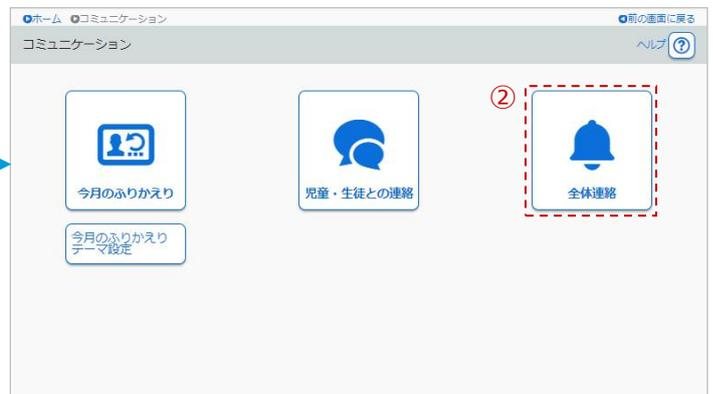 ホーム コミュニケーション 前の画面に戻る
コミュニケーション ヘルプ ?
②
今月のふりかえり 児童・生徒との連絡 全体連絡
今月のふりかえり
テーマ設定